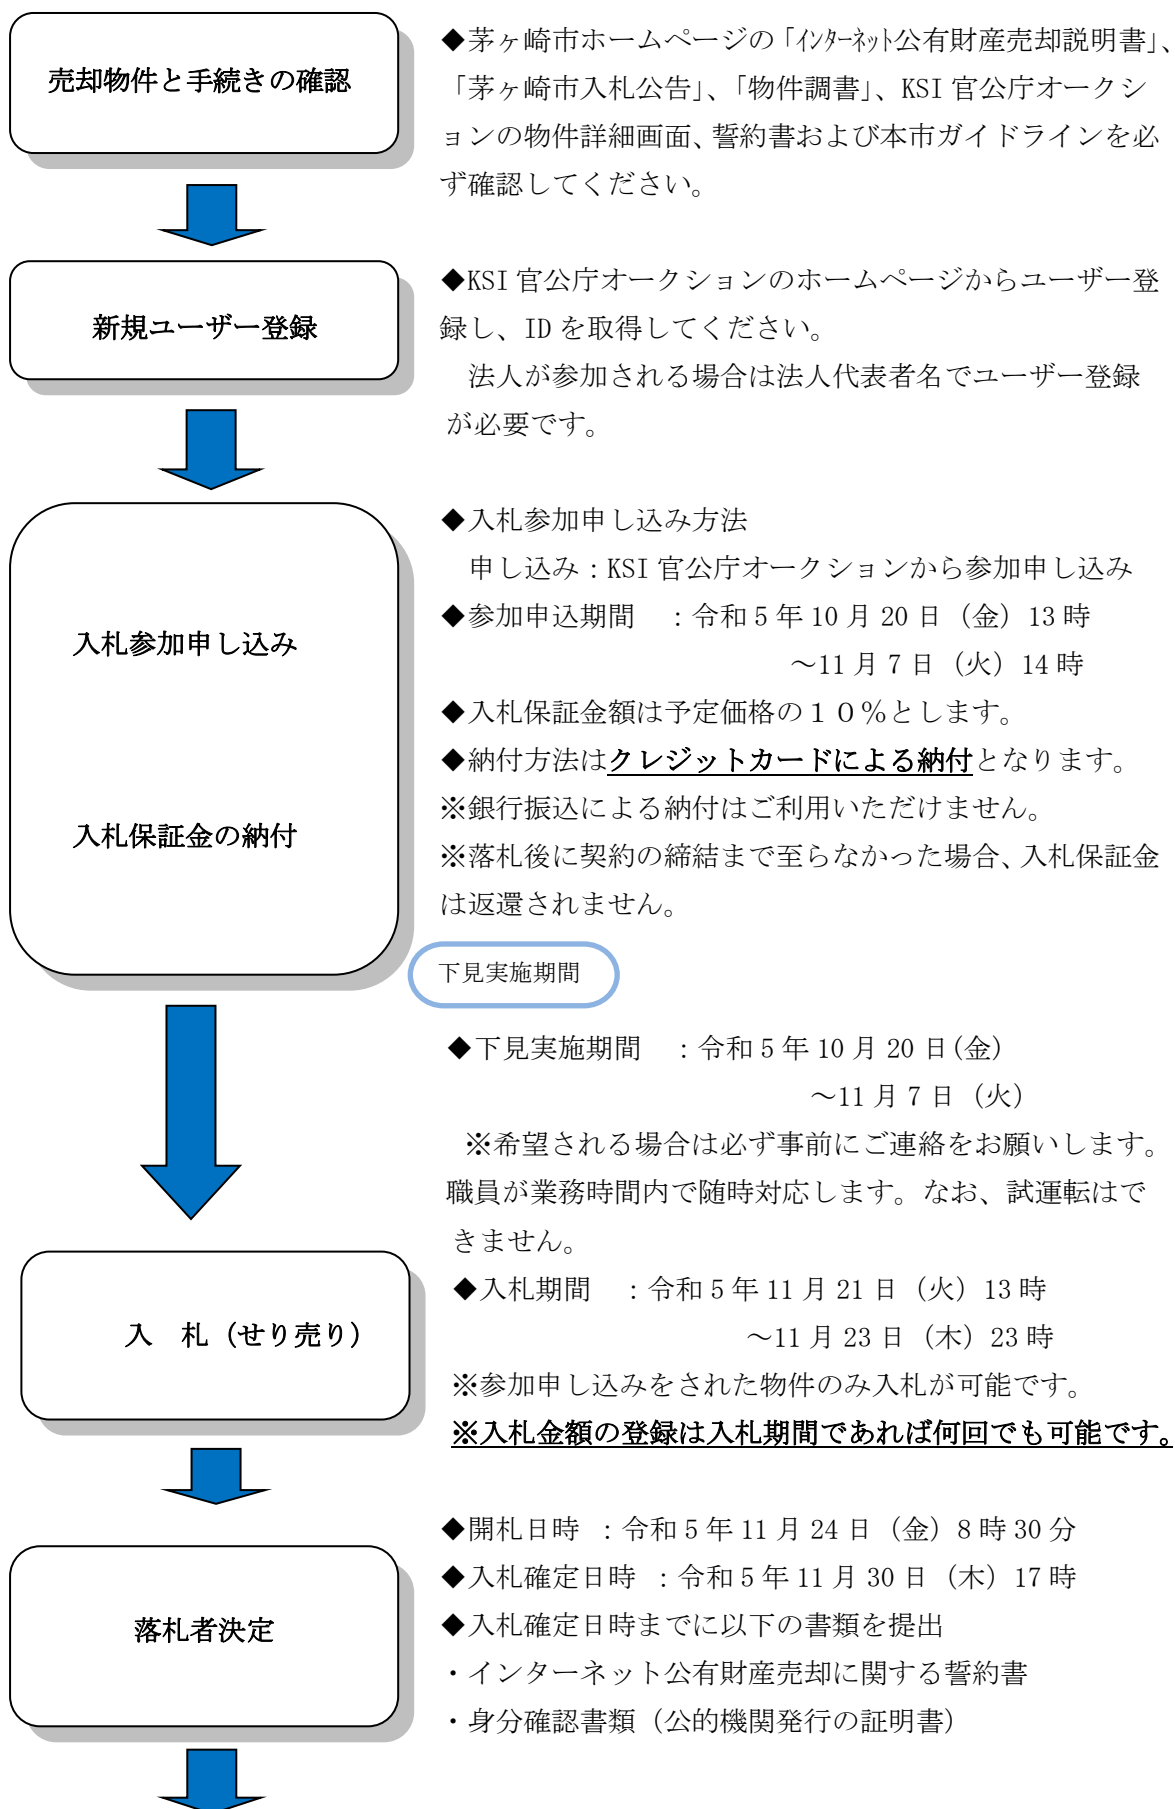 売却物件と手続きの確認
◆茅ヶ崎市ホームページの「ｲﾝﾀｰﾈｯﾄ公有財産売却説明書」、
「茅ヶ崎市入札公告」、「物件調書」、KSI 官公庁オークシ
ョンの物件詳細画面、誓約書および本市ガイドラインを必
ず確認してください。
新規ユーザー登録
◆KSI 官公庁オークションのホームページからユーザー登
録し、ID を取得してください。
法人が参加される場合は法人代表者名でユーザー登録
が必要です。
入札参加申し込み
入札保証金の納付
◆入札参加申し込み方法
申し込み：KSI 官公庁オークションから参加申し込み
◆参加申込期間　：令和 5 年 10 月 20 日（金）13 時
～11 月 7 日（火）14 時
◆入札保証金額は予定価格の１０％とします。
◆納付方法はクレジットカードによる納付となります。
※銀行振込による納付はご利用いただけません。
※落札後に契約の締結まで至らなかった場合、入札保証金
は返還されません。
下見実施期間
◆下見実施期間　：令和 5 年 10 月 20 日(金)
～11 月 7 日（火）
※希望される場合は必ず事前にご連絡をお願いします。
職員が業務時間内で随時対応します。なお、試運転はで
きません。
入　札（せり売り）
◆入札期間　：令和 5 年 11 月 21 日（火）13 時
～11 月 23 日（木）23 時
※参加申し込みをされた物件のみ入札が可能です。
※入札金額の登録は入札期間であれば何回でも可能です。
落札者決定
◆開札日時　：令和 5 年 11 月 24 日（金）8 時 30 分
◆入札確定日時　：令和 5 年 11 月 30 日（木）17 時
◆入札確定日時までに以下の書類を提出
・インターネット公有財産売却に関する誓約書
・身分確認書類（公的機関発行の証明書）